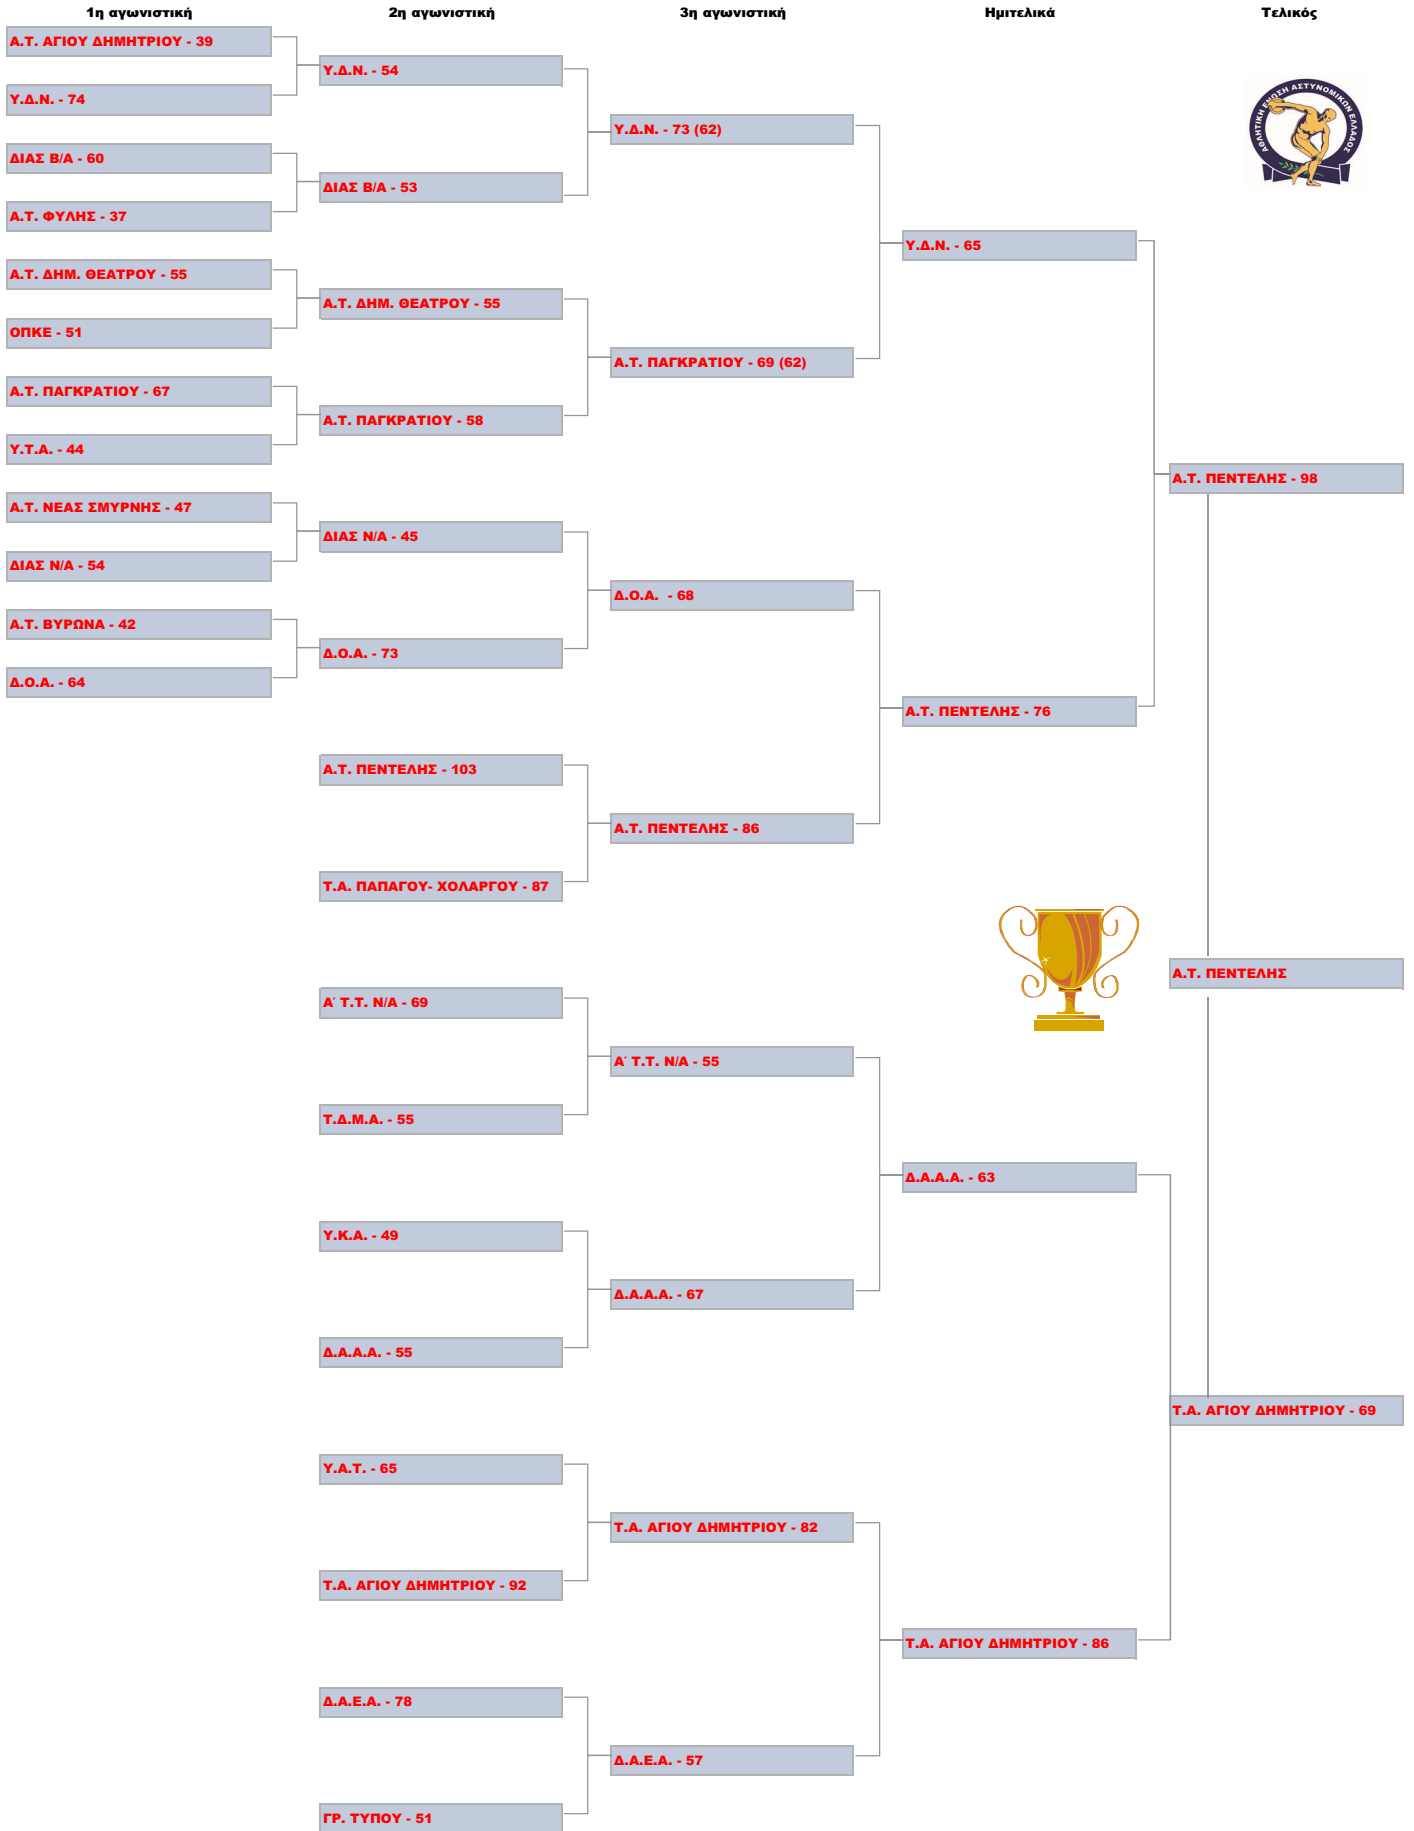 1η αγωνιστική
2η αγωνιστική
3η αγωνιστική
Ημιτελικά
Τελικός
Α.Τ. ΑΓΙΟΥ ΔΗΜΗΤΡΙΟΥ - 39
Υ.Δ.Ν. - 74
ΔΙΑΣ Β/Α - 60
Α.Τ. ΦΥΛΗΣ - 37
Α.Τ. ΔΗΜ. ΘΕΑΤΡΟΥ - 55
ΟΠΚΕ - 51
Α.Τ. ΠΑΓΚΡΑΤΙΟΥ - 67
Υ.Τ.Α. - 44
Α.Τ. ΝΕΑΣ ΣΜΥΡΝΗΣ - 47
ΔΙΑΣ Ν/Α - 54
Α.Τ. ΒΥΡΩΝΑ - 42
Δ.Ο.Α. - 64
Υ.Δ.Ν. - 54
ΔΙΑΣ Β/Α - 53
Α.Τ. ΔΗΜ. ΘΕΑΤΡΟΥ - 55
Α.Τ. ΠΑΓΚΡΑΤΙΟΥ - 58
ΔΙΑΣ Ν/Α - 45
Δ.Ο.Α. - 73
Α.Τ. ΠΕΝΤΕΛΗΣ - 103
Τ.Α. ΠΑΠΑΓΟΥ- ΧΟΛΑΡΓΟΥ - 87
Α΄ Τ.Τ. Ν/Α - 69
Τ.Δ.Μ.Α. - 55
Υ.Κ.Α. - 49
Δ.Α.Α.Α. - 55
Υ.Α.Τ. - 65
Τ.Α. ΑΓΙΟΥ ΔΗΜΗΤΡΙΟΥ - 92
Δ.Α.Ε.Α. - 78
ΓΡ. ΤΥΠΟΥ - 51
Υ.Δ.Ν. - 73 (62)
Α.Τ. ΠΑΓΚΡΑΤΙΟΥ - 69 (62)
Δ.Ο.Α.  - 68
Α.Τ. ΠΕΝΤΕΛΗΣ - 86
Α΄ Τ.Τ. Ν/Α - 55
Δ.Α.Α.Α. - 67
Τ.Α. ΑΓΙΟΥ ΔΗΜΗΤΡΙΟΥ - 82
Δ.Α.Ε.Α. - 57
Υ.Δ.Ν. - 65
Α.Τ. ΠΕΝΤΕΛΗΣ - 76
Δ.Α.Α.Α. - 63
Τ.Α. ΑΓΙΟΥ ΔΗΜΗΤΡΙΟΥ - 86
ΑΘΛΗΤΙΚΗ ΕΝΩΣΗ ΑΣΤΥΝΟΜΙΚΩΝ ΕΛΛΑΔΟΣ
Α.Τ. ΠΕΝΤΕΛΗΣ - 98
Α.Τ. ΠΕΝΤΕΛΗΣ
Τ.Α. ΑΓΙΟΥ ΔΗΜΗΤΡΙΟΥ - 69